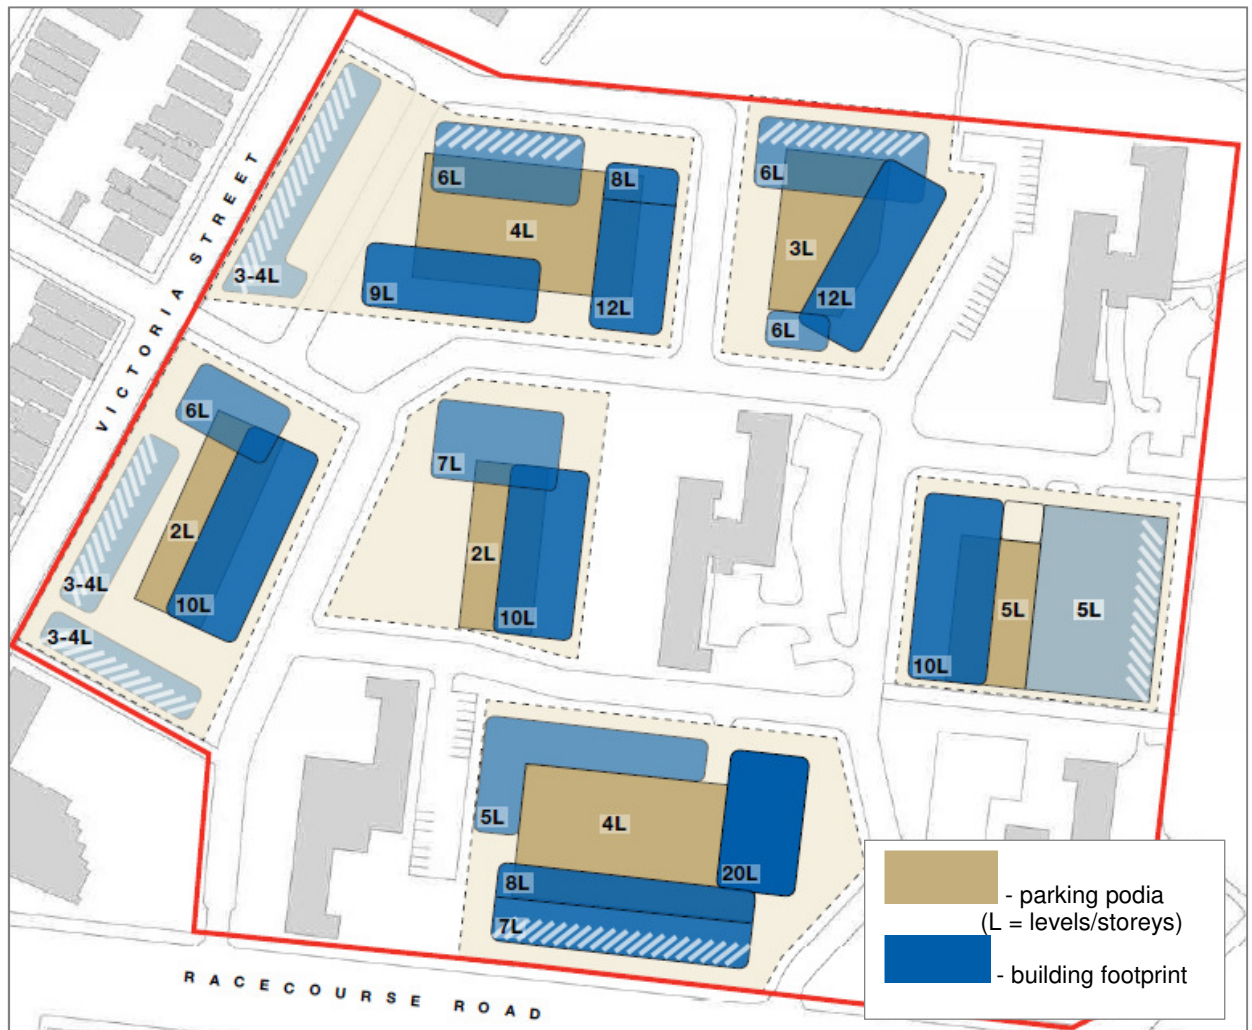 VICTORIA STREET
3-4L
6L
4L
8L
9L
12L
6L
3L
12L
6L
6L
2L
10L
3-4L
3-4L
7L
2L
10L
10L
5L
5L
5L
4L
20L
8L
7L
RACECOURSE ROAD
- parking podia
(L = levels/storeys)
- building footprint